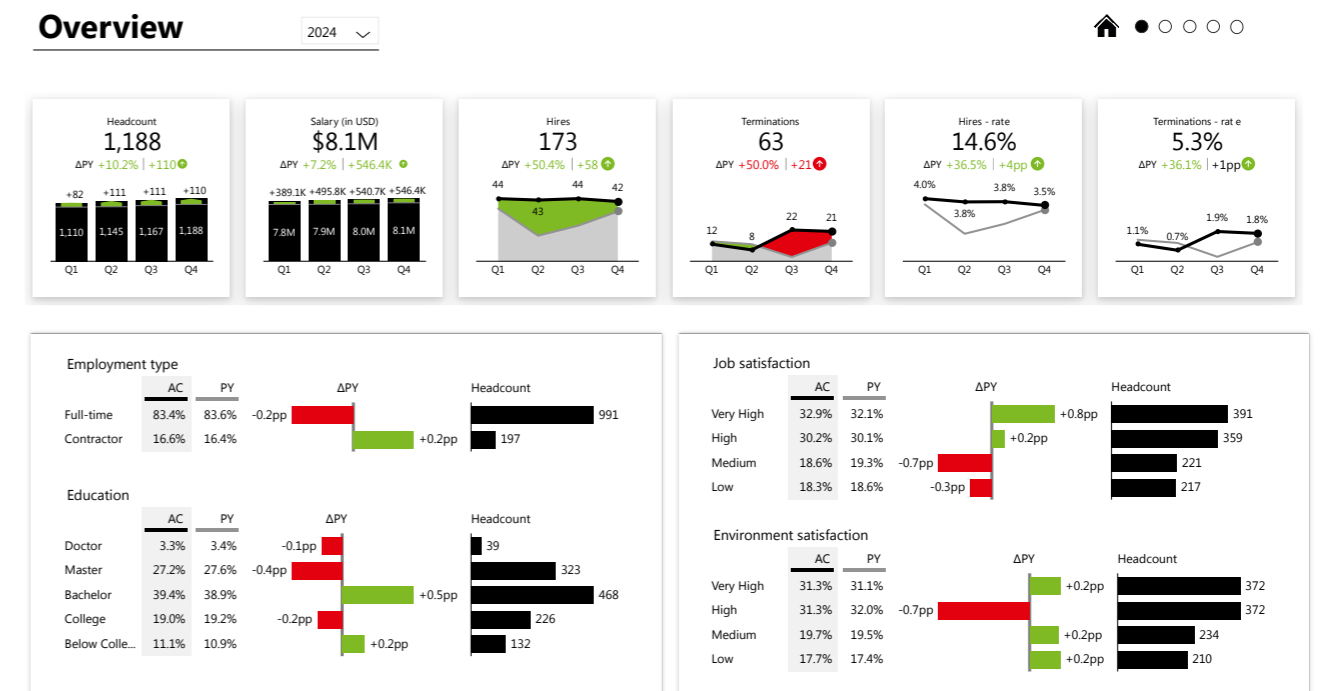 Overview
2024
Headcount
1,188
ΔPY +10.2% | +110
+82 +111 +111 +110
1,110 1,145 1,167 1,188
Q1 Q2 Q3 Q4
Salary (in USD)
$8.1M
ΔPY +7.2% | +546.4K
+389.1K +495.8K +540.7K +546.4K
7.8M 7.9M 8.0M 8.1M
Q1 Q2 Q3 Q4
Hires
173
ΔPY +50.4% | +58
44 43 44 42
Q1 Q2 Q3 Q4
Terminations
63
ΔPY +50.0% | +21
12 8 22 21
Q1 Q2 Q3 Q4
Hires - rate
14.6%
ΔPY +36.5% | +4pp
4.0% 3.8% 3.8% 3.5%
Q1 Q2 Q3 Q4
Terminations - rat e
5.3%
ΔPY +36.1% | +1pp
1.1% 0.7% 1.9% 1.8%
Q1 Q2 Q3 Q4
Employment type
AC PY ΔPY Headcount
Full-time 83.4% 83.6% -0.2pp 991
Contractor 16.6% 16.4% +0.2pp 197
Education
AC PY ΔPY Headcount
Doctor 3.3% 3.4% -0.1pp 39
Master 27.2% 27.6% -0.4pp 323
Bachelor 39.4% 38.9% +0.5pp 468
College 19.0% 19.2% -0.2pp 226
Below Colle... 11.1% 10.9% +0.2pp 132
Job satisfaction
AC PY ΔPY Headcount
Very High 32.9% 32.1% +0.8pp 391
High 30.2% 30.1% +0.2pp 359
Medium 18.6% 19.3% -0.7pp 221
Low 18.3% 18.6% -0.3pp 217
Environment satisfaction
AC PY ΔPY Headcount
Very High 31.3% 31.1% +0.2pp 372
High 31.3% 32.0% -0.7pp 372
Medium 19.7% 19.5% +0.2pp 234
Low 17.7% 17.4% +0.2pp 210